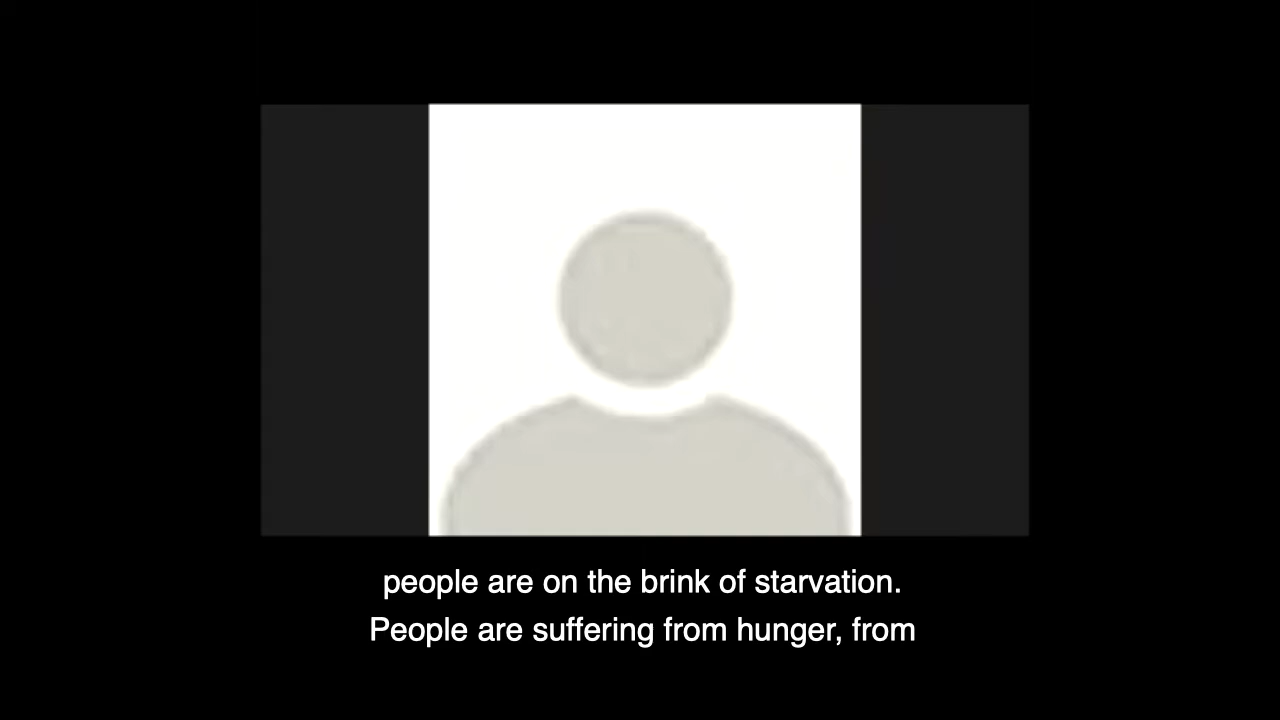 people are on the brink of starvation.
People are suffering from hunger, from